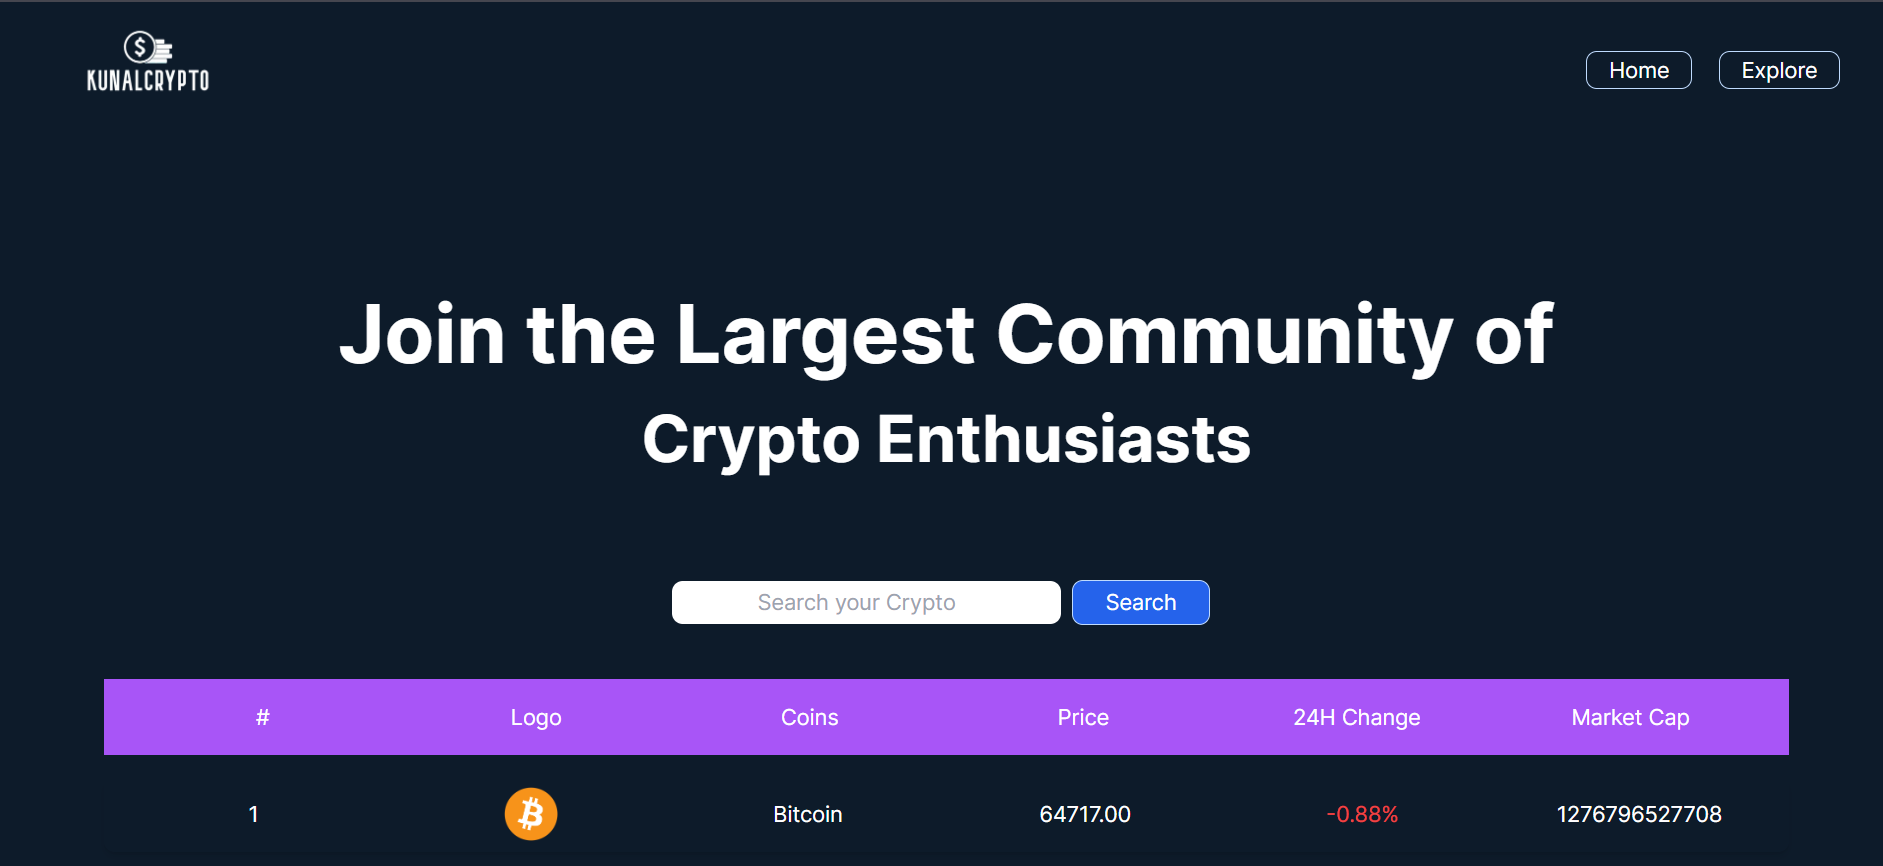 KUNALCRYPTO
Home Explore
Join the Largest Community of
Crypto Enthusiasts
Search your Crypto Search
# Logo Coins Price 24H Change Market Cap
1 Bitcoin 64717.00 -0.88% 1276796527708